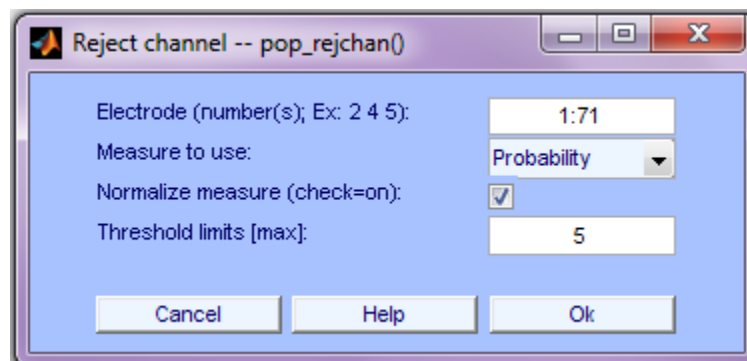 Reject channel -- pop_rejchan()
Electrode (number(s); Ex: 2 4 5): 1:71
Measure to use: Probability
Normalize measure (check=on):
Threshold limits [max]: 5
Cancel Help Ok